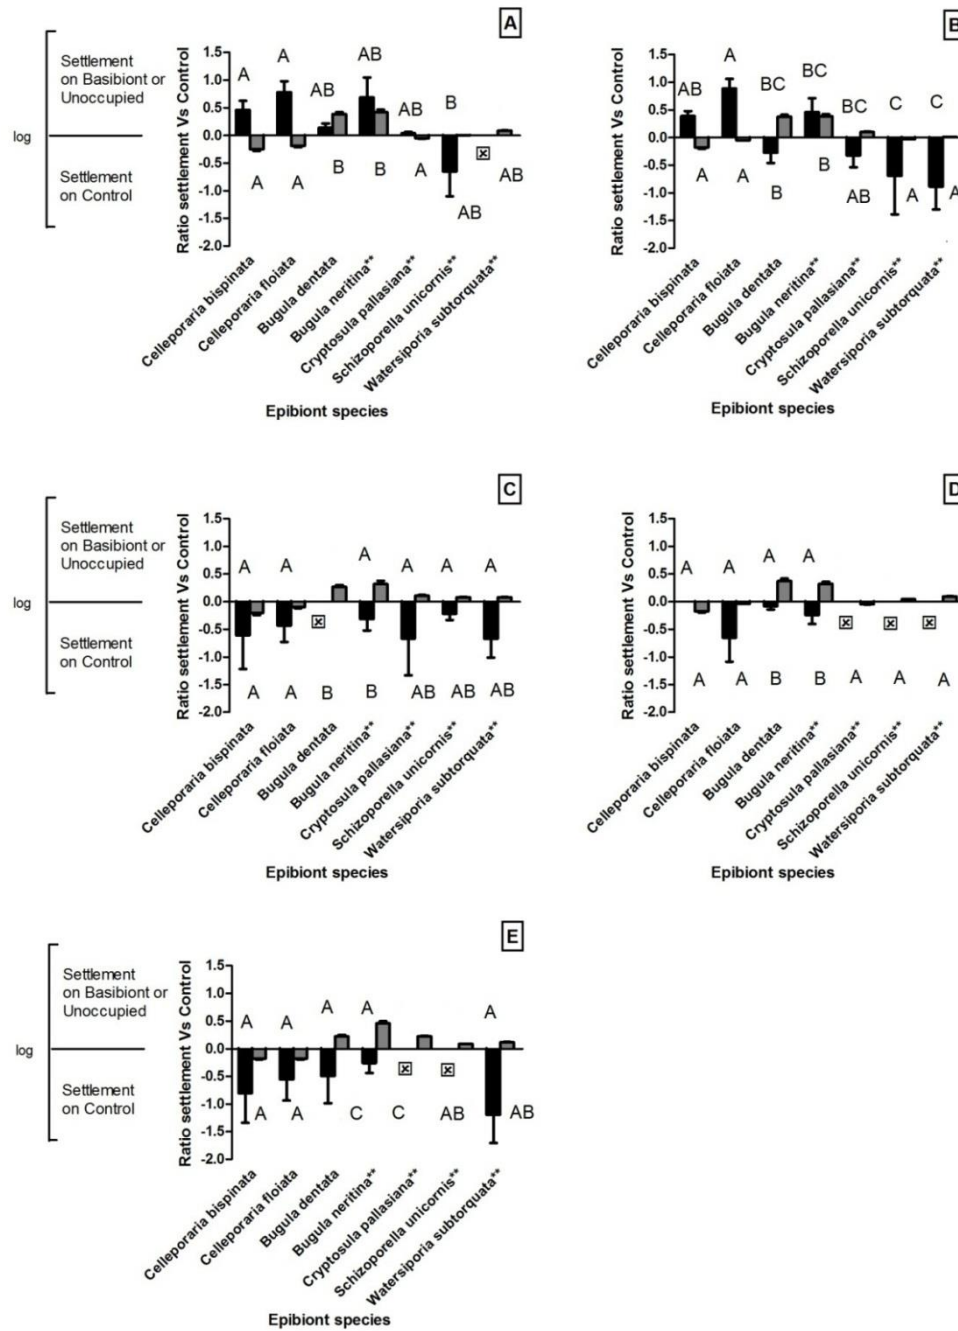 A
Settlement
on Basibiont or
Unoccupied
log
Settlement
on Control
Ratio settlement Vs Control
1.5
1.0
0.5
0.0
-0.5
-1.0
-1.5
-2.0
A A AB AB AB B
A A B B A AB AB
Celleporaria bispinata
Celleporaria floiata
Bugula dentata
Bugula neritina**
Cryptosula pallasiana**
Schizoporella unicornis**
Watersiporia subtorquata**
Epibiont species
B
Ratio settlement Vs Control
1.5
1.0
0.5
0.0
-0.5
-1.0
-1.5
-2.0
AB A BC BC BC C C
A A B B AB A A
Celleporaria bispinata
Celleporaria floiata
Bugula dentata
Bugula neritina**
Cryptosula pallasiana**
Schizoporella unicornis**
Watersiporia subtorquata**
Epibiont species
C
Settlement
on Basibiont or
Unoccupied
log
Settlement
on Control
Ratio settlement Vs Control
1.5
1.0
0.5
0.0
-0.5
-1.0
-1.5
-2.0
A A A A A A
A A B B AB AB AB
Celleporaria bispinata
Celleporaria floiata
Bugula dentata
Bugula neritina**
Cryptosula pallasiana**
Schizoporella unicornis**
Watersiporia subtorquata**
Epibiont species
D
Ratio settlement Vs Control
1.5
1.0
0.5
0.0
-0.5
-1.0
-1.5
-2.0
A A A A
A A B B A A A
Celleporaria bispinata
Celleporaria floiata
Bugula dentata
Bugula neritina**
Cryptosula pallasiana**
Schizoporella unicornis**
Watersiporia subtorquata**
Epibiont species
E
Settlement
on Basibiont or
Unoccupied
log
Settlement
on Control
Ratio settlement Vs Control
1.5
1.0
0.5
0.0
-0.5
-1.0
-1.5
-2.0
A A A A A
A A C C AB AB
Celleporaria bispinata
Celleporaria floiata
Bugula dentata
Bugula neritina**
Cryptosula pallasiana**
Schizoporella unicornis**
Watersiporia subtorquata**
Epibiont species